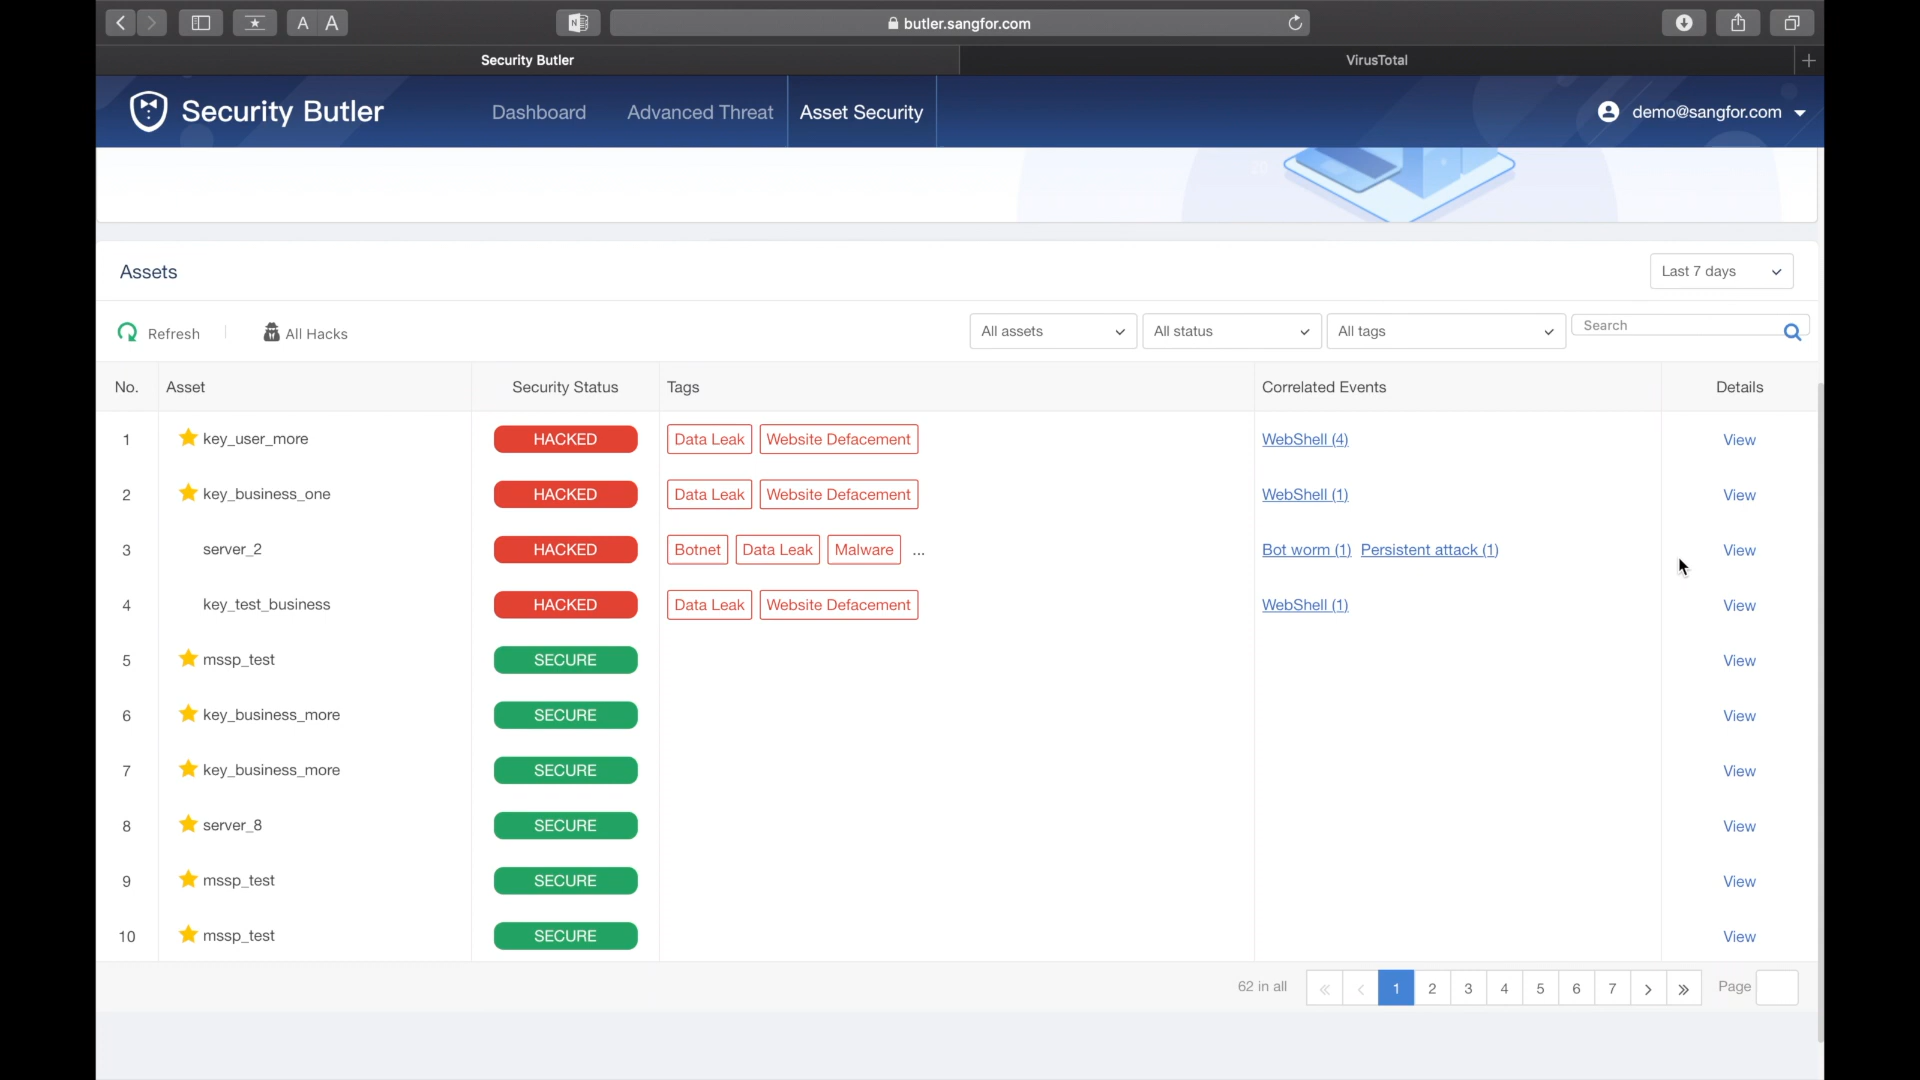 A A butler.sangfor.com
Security Butler VirusTotal
Security Butler Dashboard Advanced Threat Asset Security demo@sangfor.com
Assets Last 7 days
Refresh All Hacks All assets All status All tags Search
No. Asset Security Status Tags Correlated Events Details
1 key_user_more HACKED Data Leak Website Defacement WebShell (4) View
2 key_business_one HACKED Data Leak Website Defacement WebShell (1) View
3 server_2 HACKED Botnet Data Leak Malware ... Bot worm (1) Persistent attack (1) View
4 key_test_business HACKED Data Leak Website Defacement WebShell (1) View
5 mssp_test SECURE View
6 key_business_more SECURE View
7 key_business_more SECURE View
8 server_8 SECURE View
9 mssp_test SECURE View
10 mssp_test SECURE View
62 in all « ‹ 1 2 3 4 5 6 7 › » Page